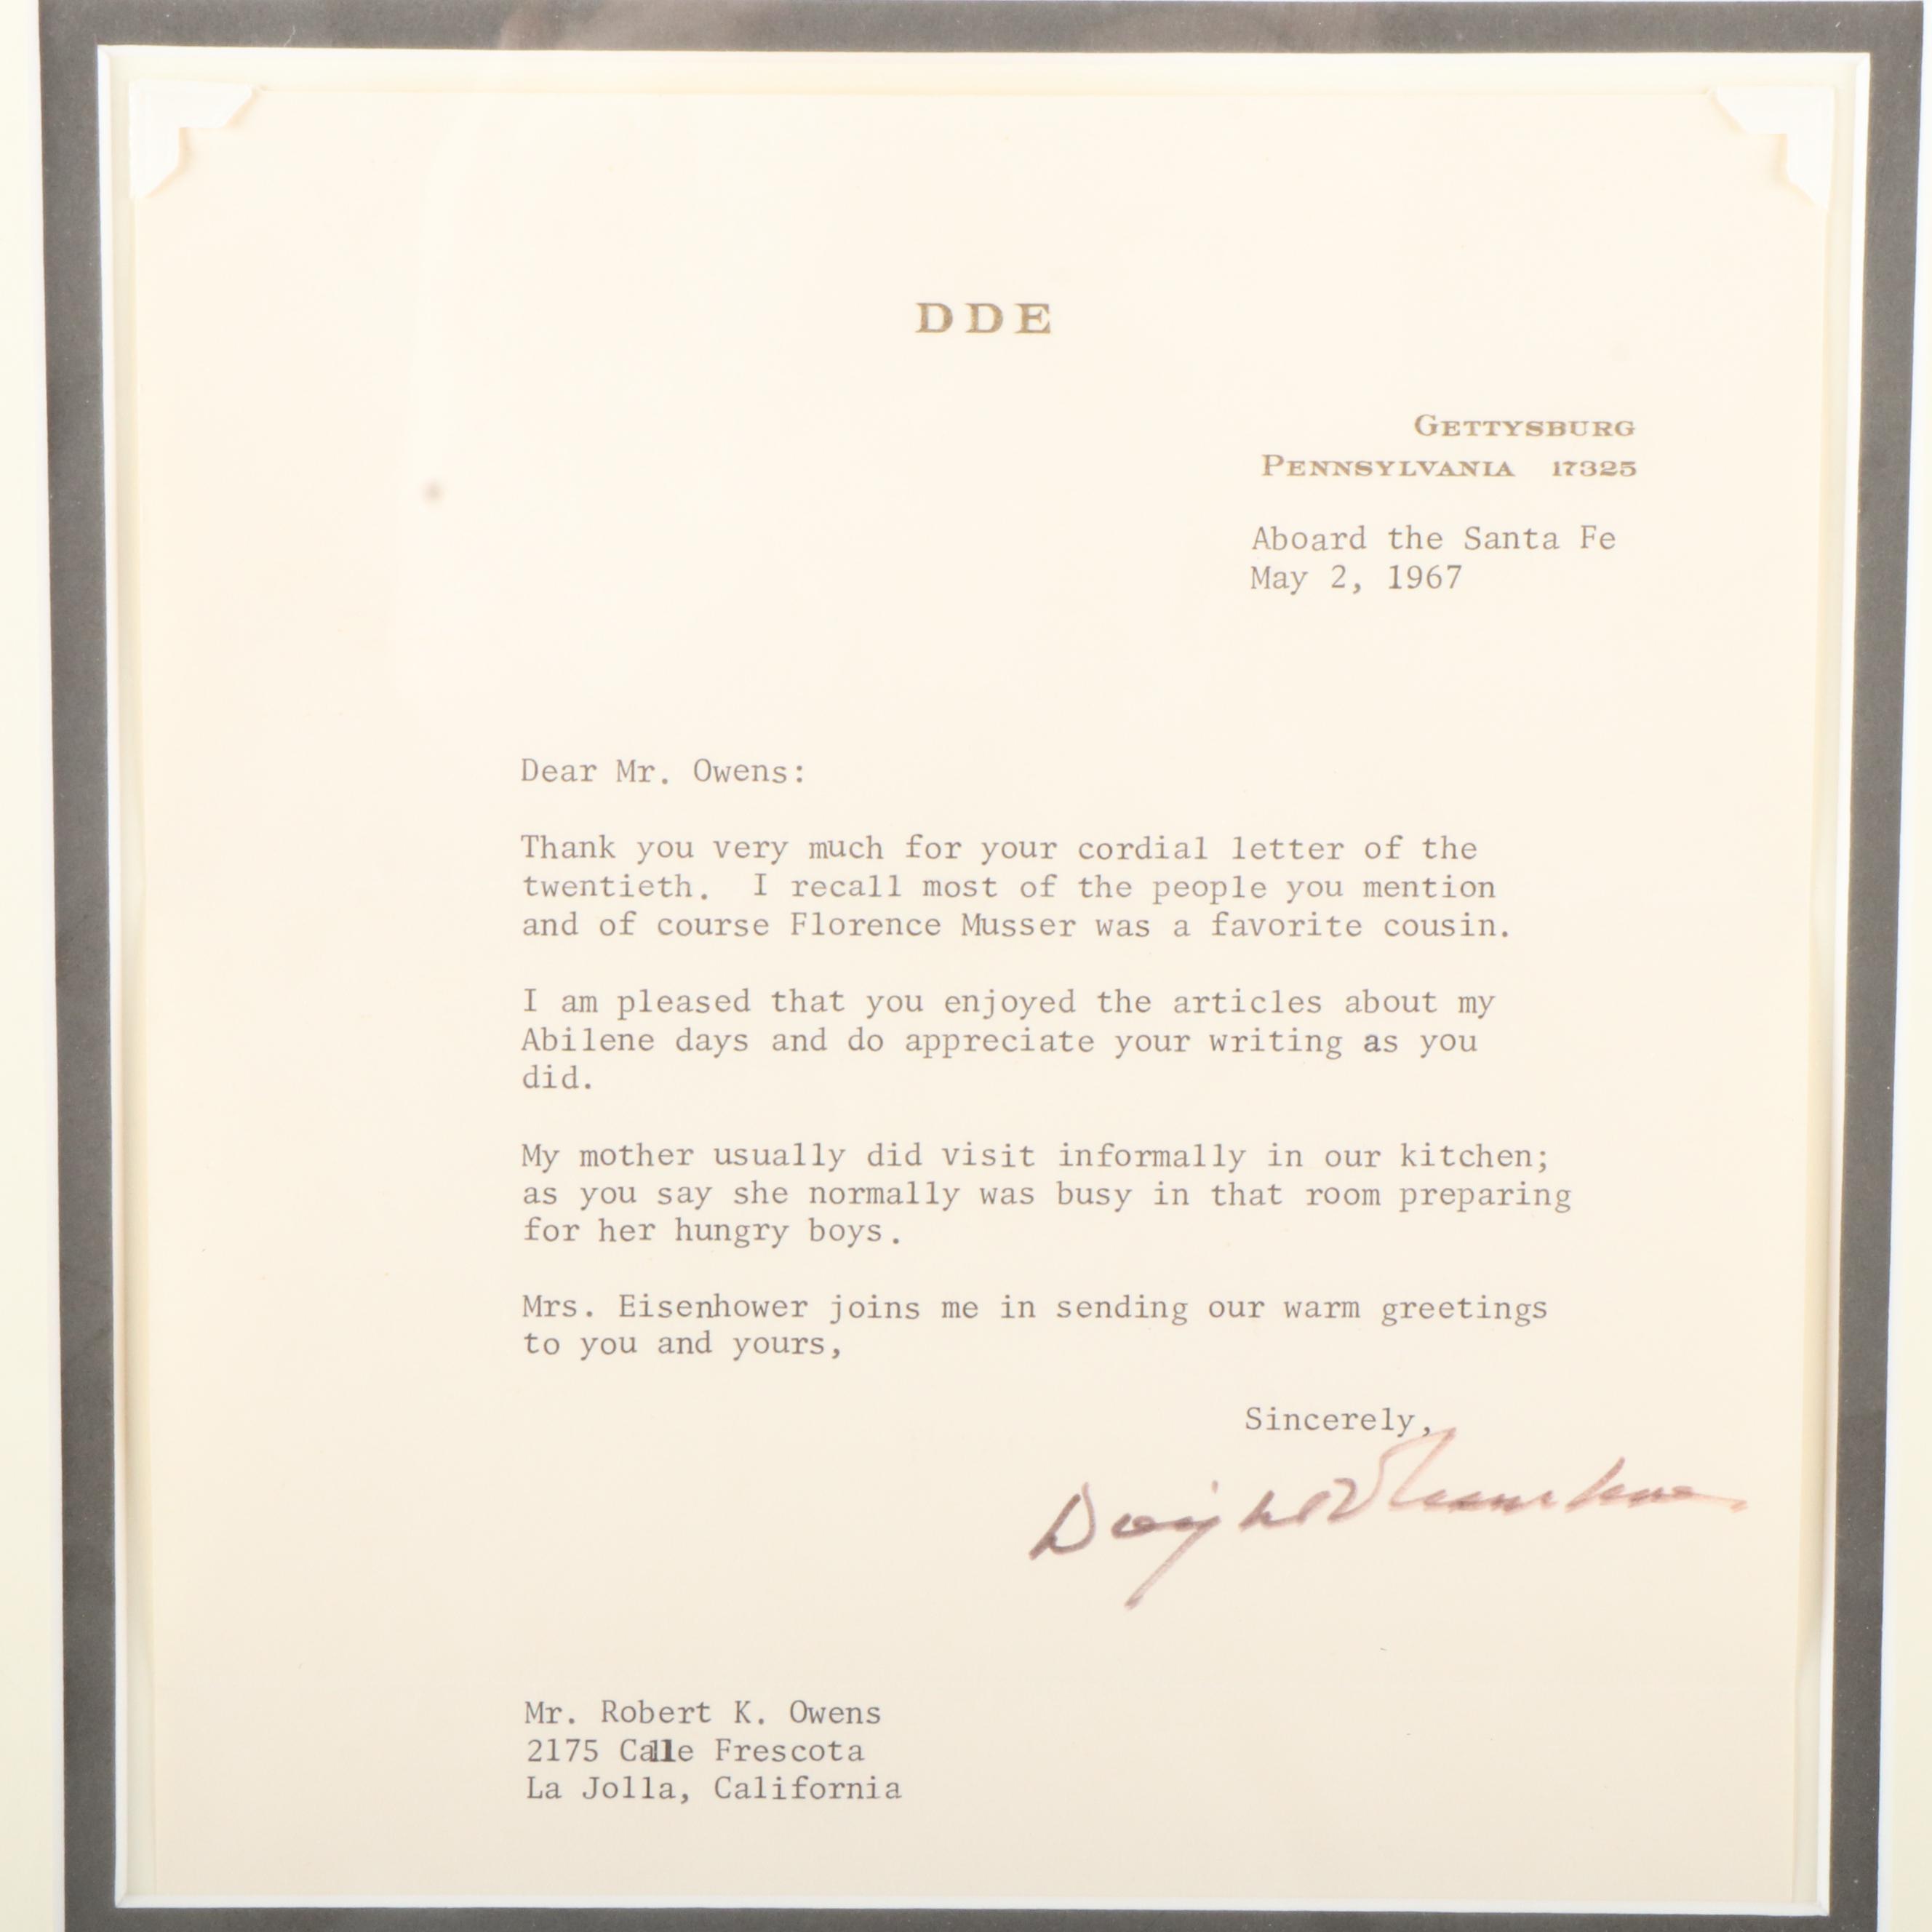 DDE
GETTYSBURG
PENNSYLVANIA 17325
Aboard the Santa Fe
May 2, 1967
Dear Mr. Owens:
Thank you very much for your cordial letter of the
twentieth. I recall most of the people you mention
and of course Florence Musser was a favorite cousin.
I am pleased that you enjoyed the articles about my
Abilene days and do appreciate your writing as you
did.
My mother usually did visit informally in our kitchen;
as you say she normally was busy in that room preparing
for her hungry boys.
Mrs. Eisenhower joins me in sending our warm greetings
to you and yours,
Sincerely,
Dwight D Eisenhower
Mr. Robert K. Owens
2175 Calle Frescota
La Jolla, California